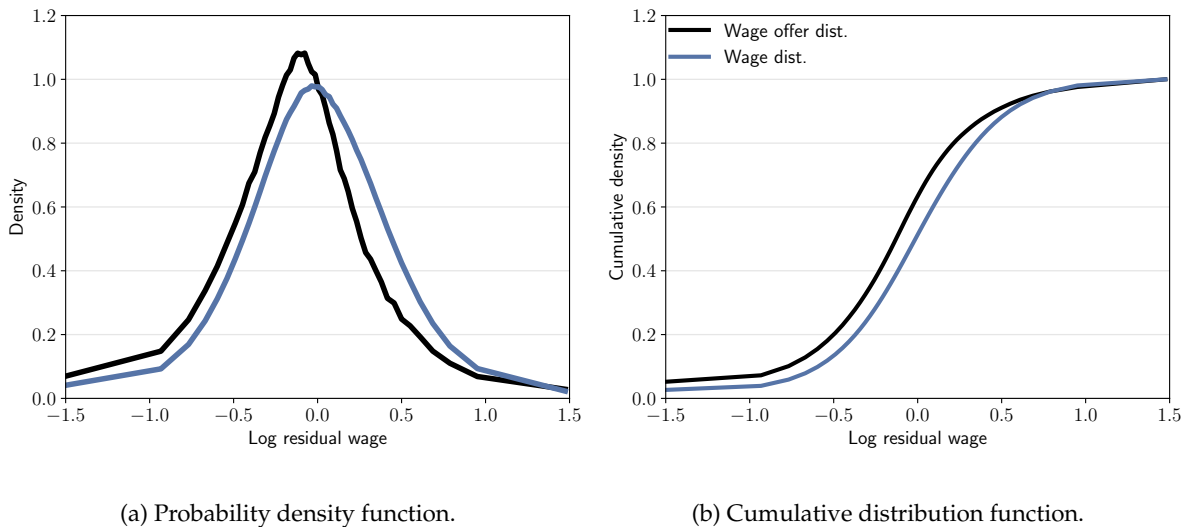 1.2
1.0
0.8
0.6
0.4
0.2
0.0
Density
−1.5 −1.0 −0.5 0.0 0.5 1.0 1.5
Log residual wage
(a) Probability density function.
1.2
1.0
0.8
0.6
0.4
0.2
0.0
Cumulative density
Wage offer dist.
Wage dist.
−1.5 −1.0 −0.5 0.0 0.5 1.0 1.5
Log residual wage
(b) Cumulative distribution function.